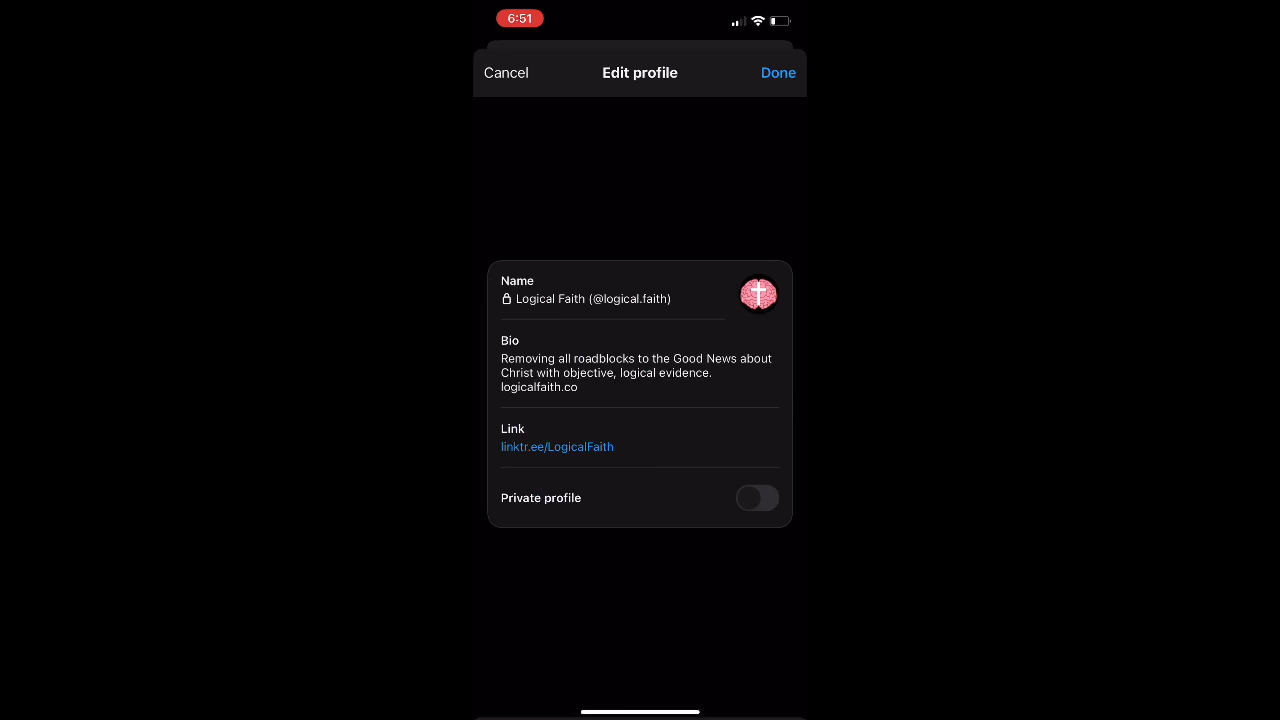 6:51
Cancel
Edit profile
Done
Name
Logical Faith (@logical.faith)
Bio
Removing all roadblocks to the Good News about
Christ with objective, logical evidence.
logicalfaith.co
Link
linktr.ee/LogicalFaith
Private profile